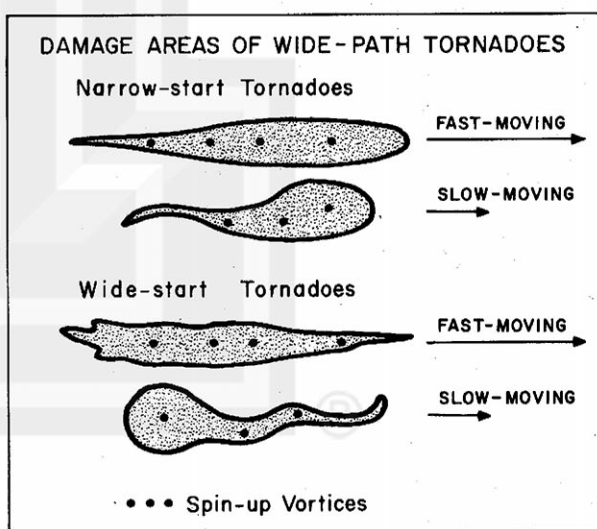 DAMAGE AREAS OF WIDE-PATH TORNADOES
Narrow-start Tornadoes
FAST-MOVING
SLOW-MOVING
Wide-start Tornadoes
FAST-MOVING
SLOW-MOVING
®
••• Spin-up Vortices